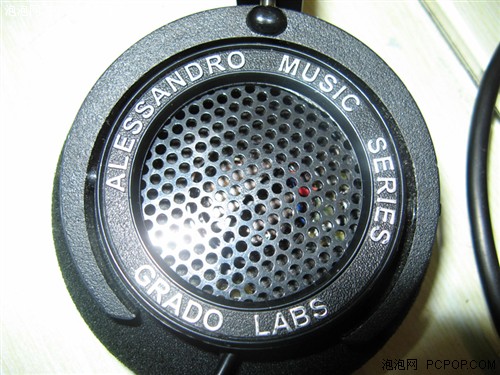 ALESSANDRO MUSIC SERIES
GRADO LABS
泡泡网 PCPOP.COM